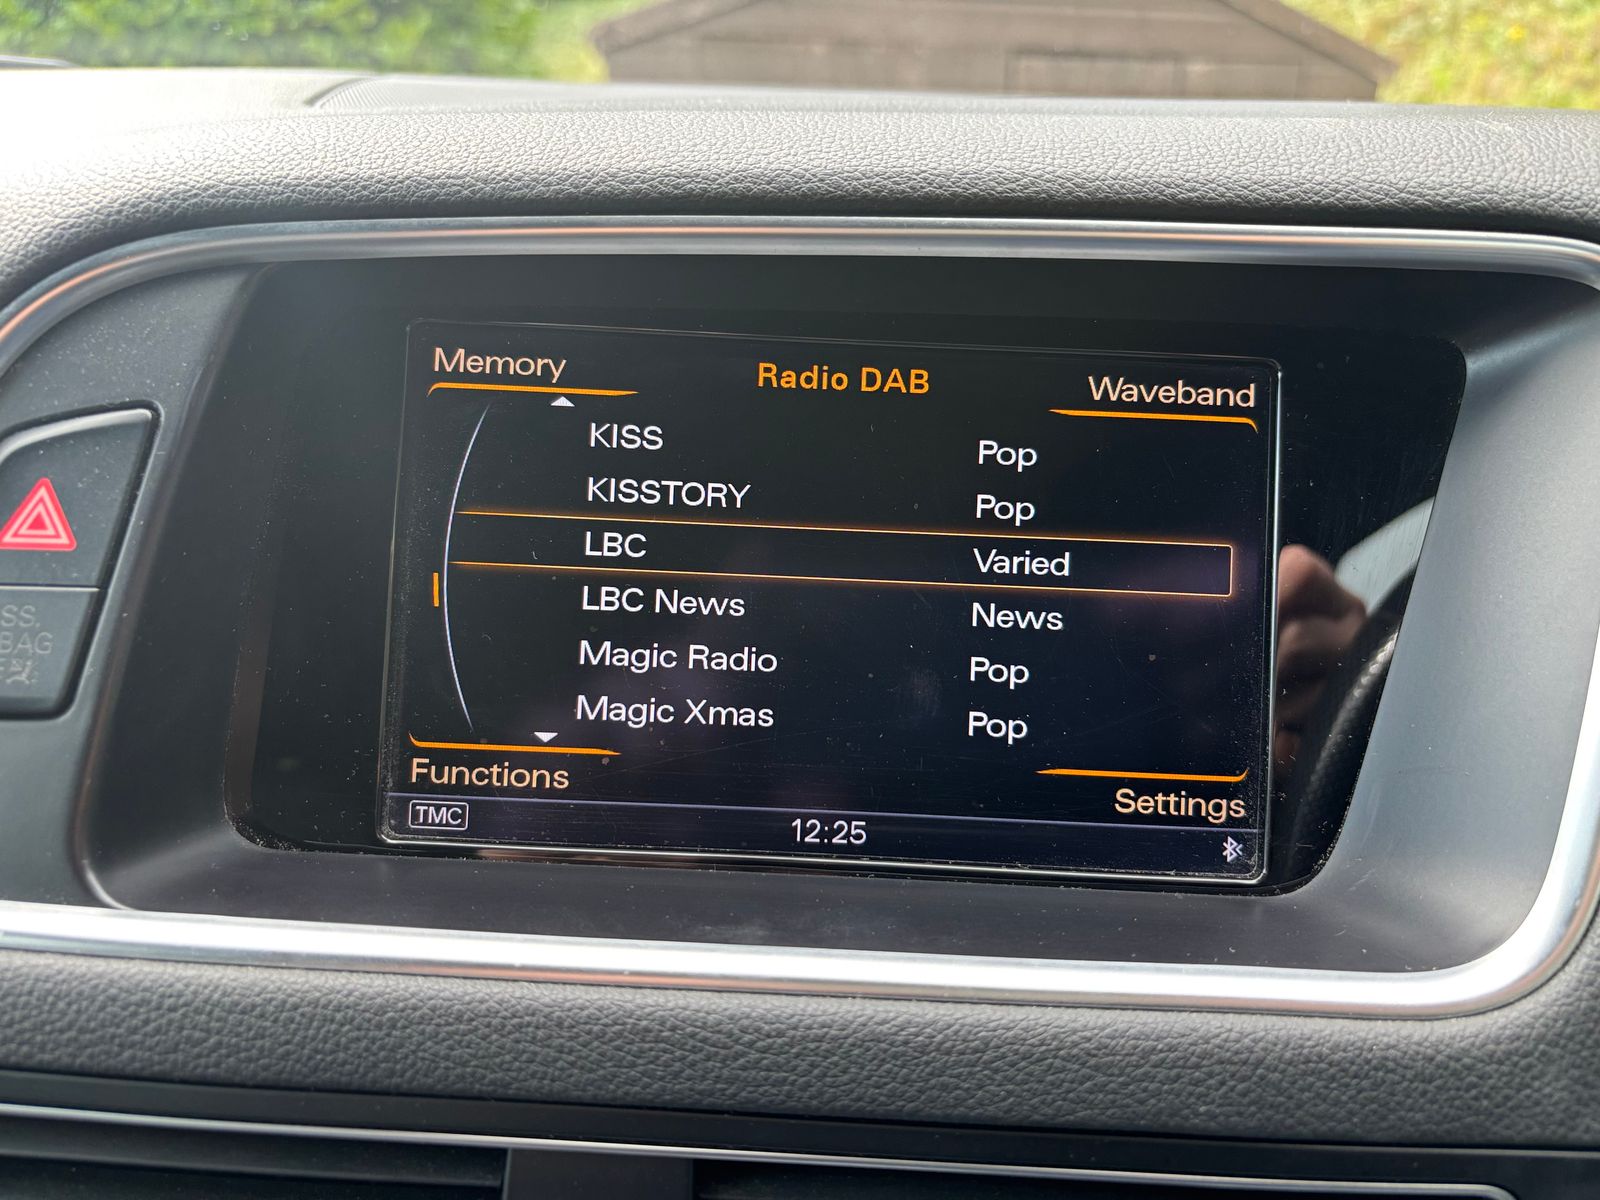 Memory
Radio DAB
Waveband
KISS Pop
KISSTORY Pop
LBC Varied
LBC News News
Magic Radio Pop
Magic Xmas Pop
Functions
Settings
TMC
12:25
BAG